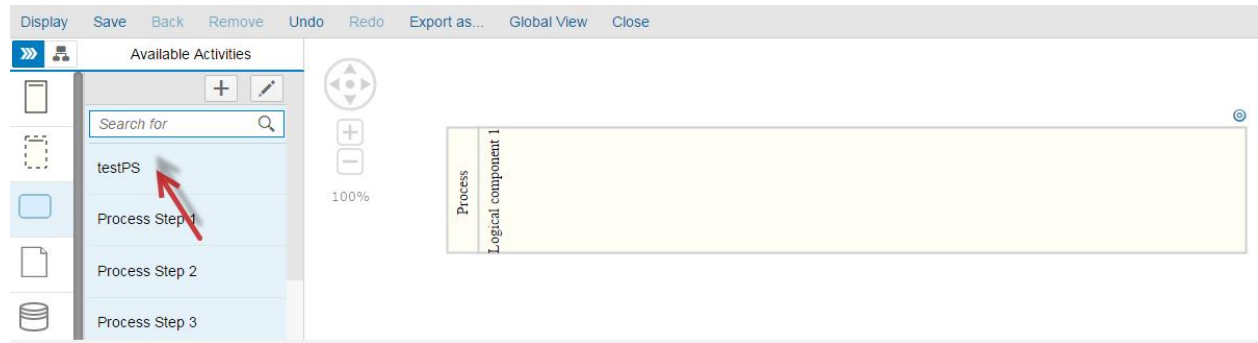 Display Save Back Remove Undo Redo Export as... Global View Close
Available Activities
Search for
testPS
Process Step 1
Process Step 2
Process Step 3
100%
Process
Logical component 1